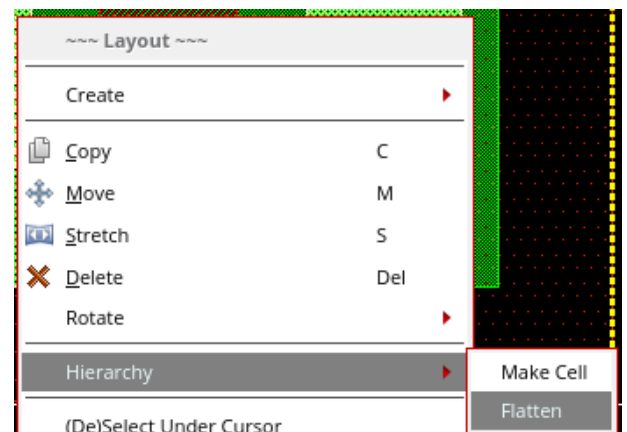 ~~~ Layout ~~~
Create
Copy C
Move M
Stretch S
Delete Del
Rotate
Hierarchy Make Cell
Flatten
(De)Select Under Cursor